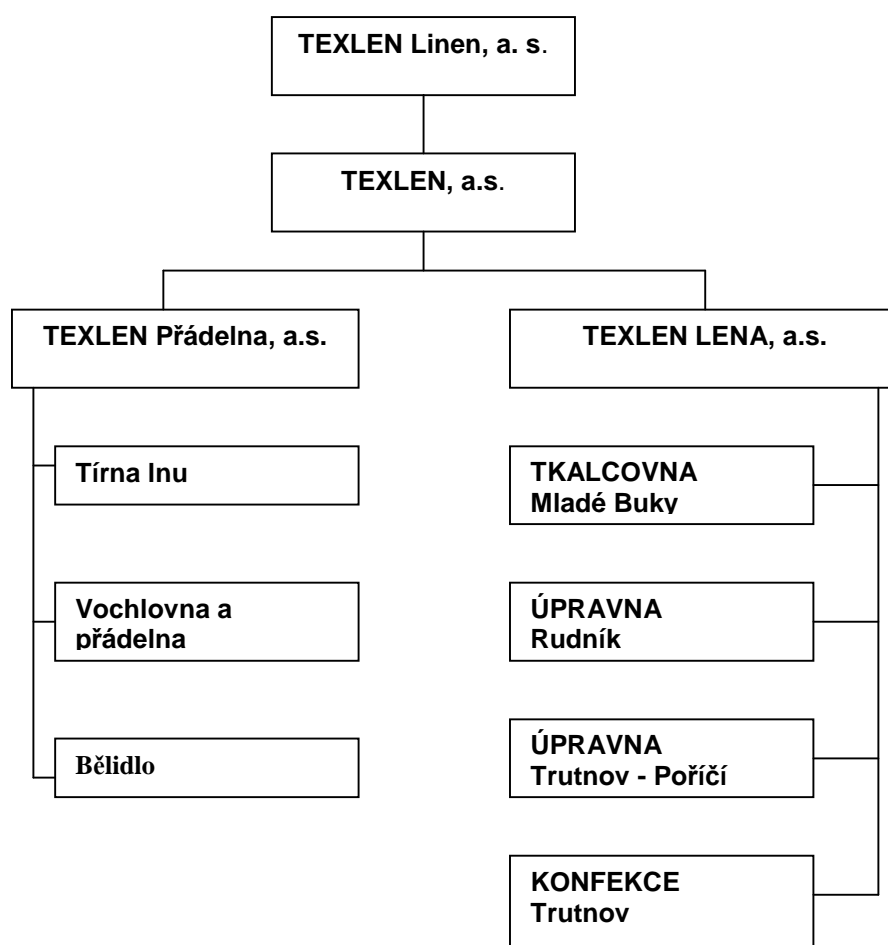 TEXLEN Linen, a. s.
TEXLEN, a.s.
TEXLEN Přádelna, a.s.
Tírna lnu
Vochlovna a
přádelna
Bělidlo
TEXLEN LENA, a.s.
TKALCOVNA
Mladé Buky
ÚPRAVNA
Rudník
ÚPRAVNA
Trutnov - Poříčí
KONFEKCE
Trutnov